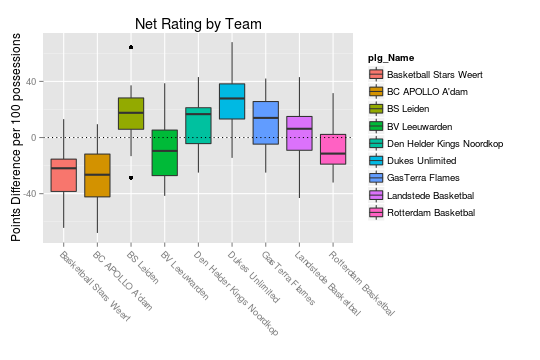 Net Rating by Team
Points Difference per 100 possessions
40
0
-40
Basketball Stars Weert
BC APOLLO A'dam
BS Leiden
BV Leeuwarden
Den Helder Kings Noordkop
Dukes Unlimited
GasTerra Flames
Landstede Basketbal
Rotterdam Basketbal
plg_Name
Basketball Stars Weert
BC APOLLO A'dam
BS Leiden
BV Leeuwarden
Den Helder Kings Noordkop
Dukes Unlimited
GasTerra Flames
Landstede Basketbal
Rotterdam Basketbal